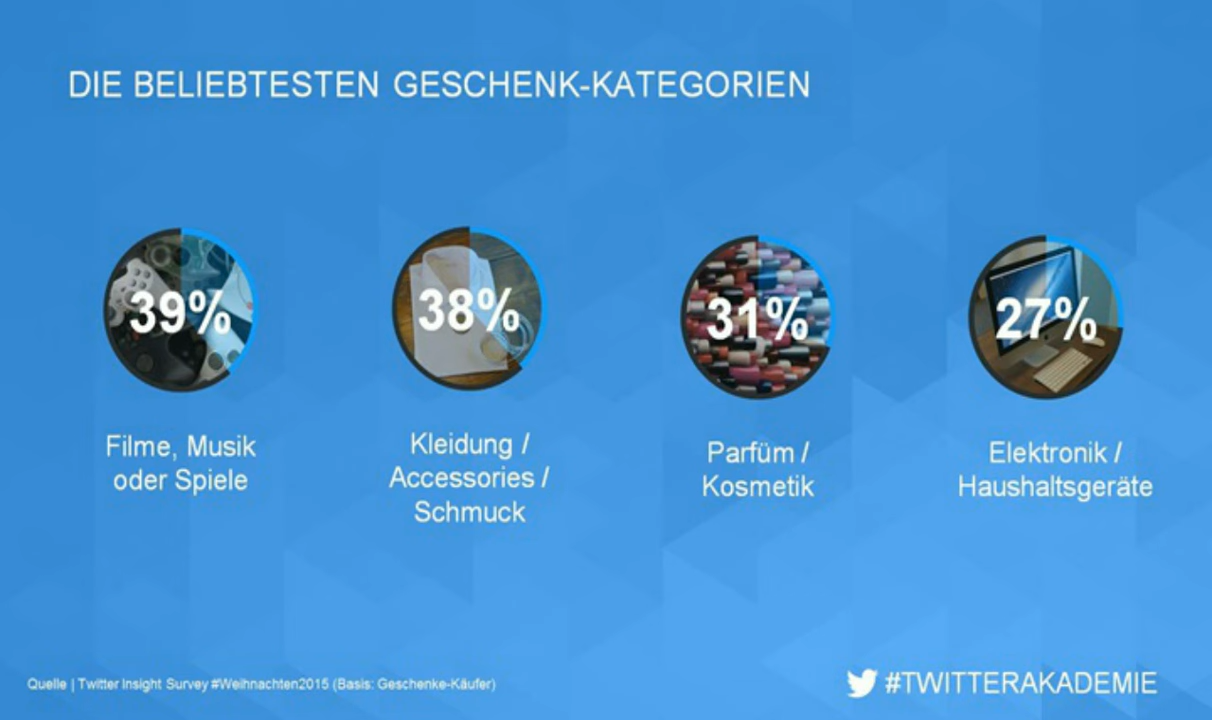 DIE BELIEBTESTEN GESCHENK-KATEGORIEN
39%
38%
31%
27%
Filme, Musik
oder Spiele
Kleidung /
Accessories /
Schmuck
Parfüm /
Kosmetik
Elektronik /
Haushaltsgeräte
Quelle | Twitter Insight Survey #Weihnachten2015 (Basis: Geschenke-Käufer)
#TWITTERAKADEMIE